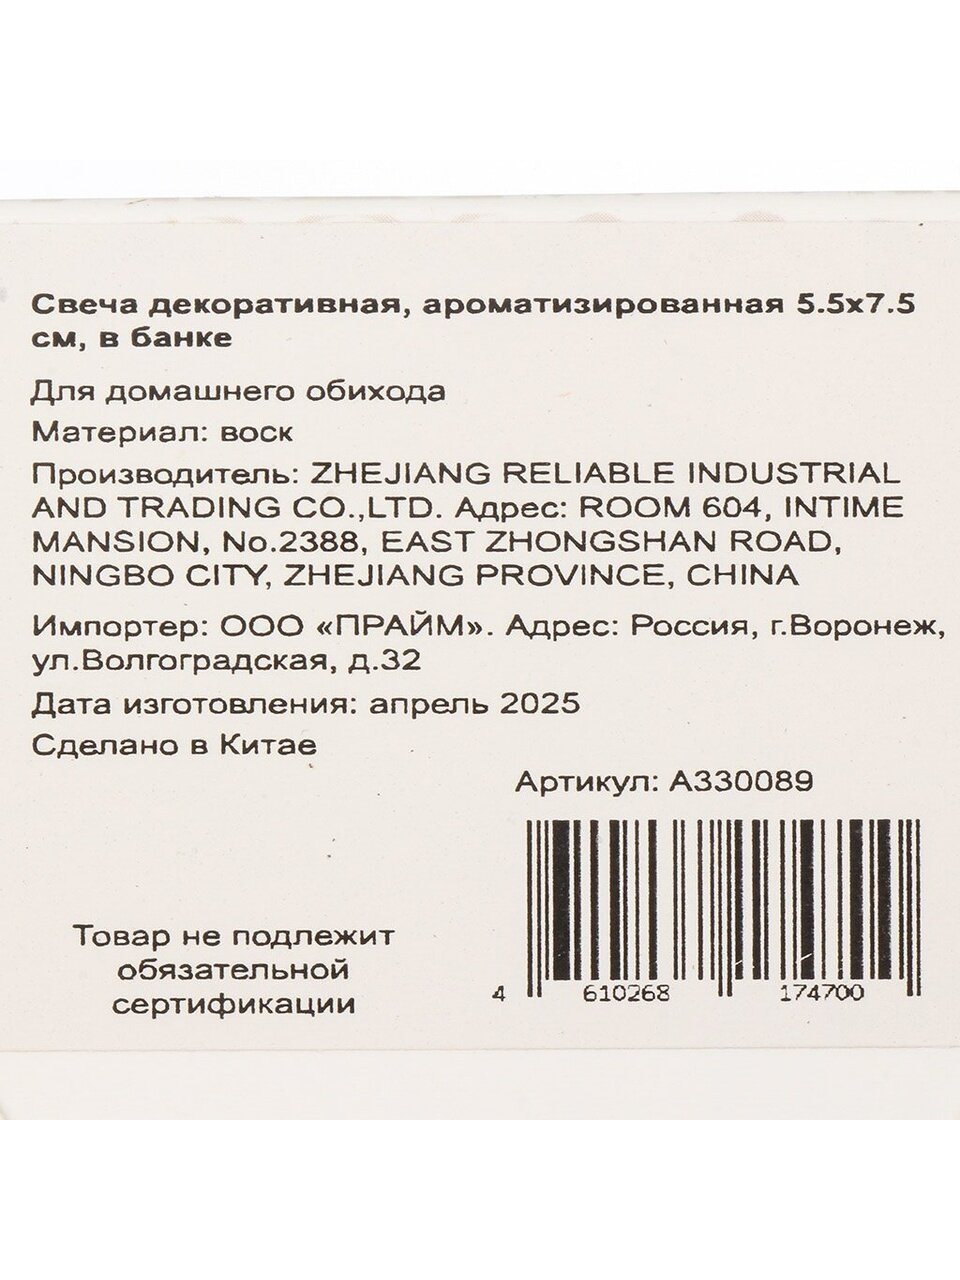 Свеча декоративная, ароматизированная 5.5х7.5
см, в банке
Для домашнего обихода
Материал: воск
Производитель: ZHEJIANG RELIABLE INDUSTRIAL
AND TRADING CO.,LTD. Адрес: ROOM 604, INTIME
MANSION, No.2388, EAST ZHONGSHAN ROAD,
NINGBO CITY, ZHEJIANG PROVINCE, CHINA
Импортер: ООО «ПРАЙМ». Адрес: Россия, г.Воронеж,
ул.Волгоградская, д.32
Дата изготовления: апрель 2025
Сделано в Китае
Артикул: А330089
Товар не подлежит
обязательной
сертификации
4 610268 174700